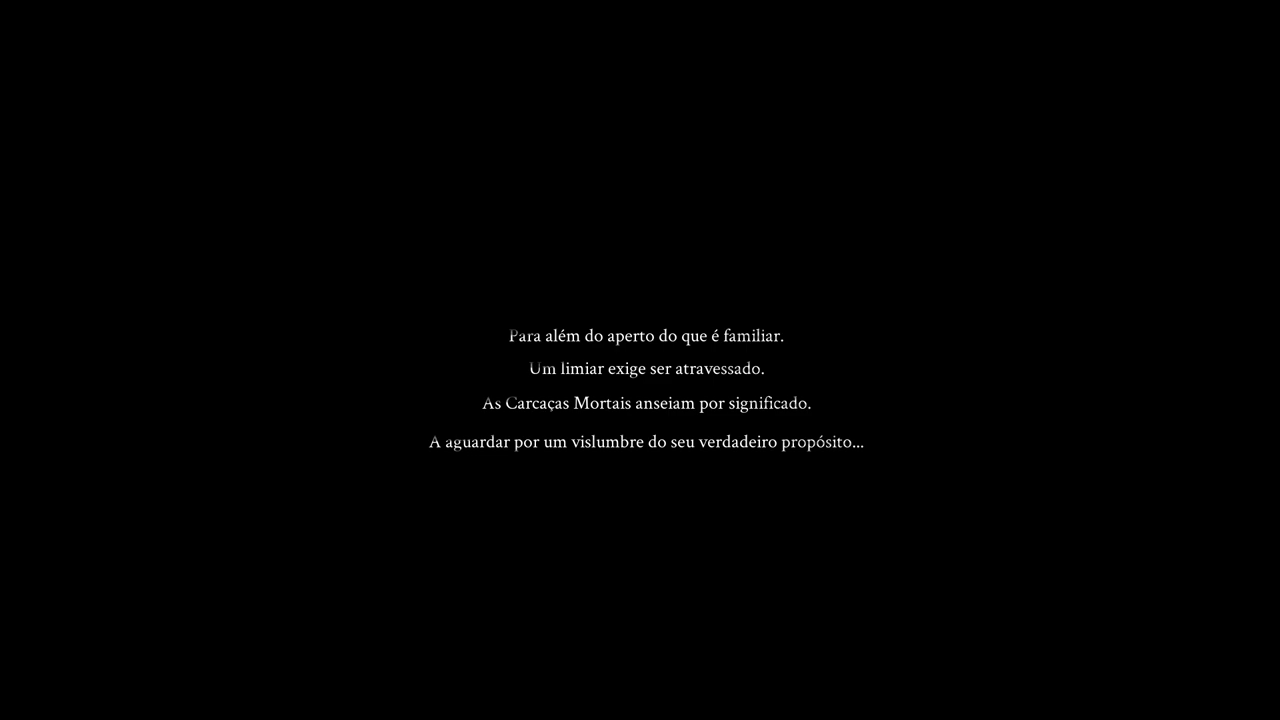 Para além do aperto do que é familiar.
Um limiar exige ser atravessado.
As Carcaças Mortais anseiam por significado.
A aguardar por um vislumbre do seu verdadeiro propósito...